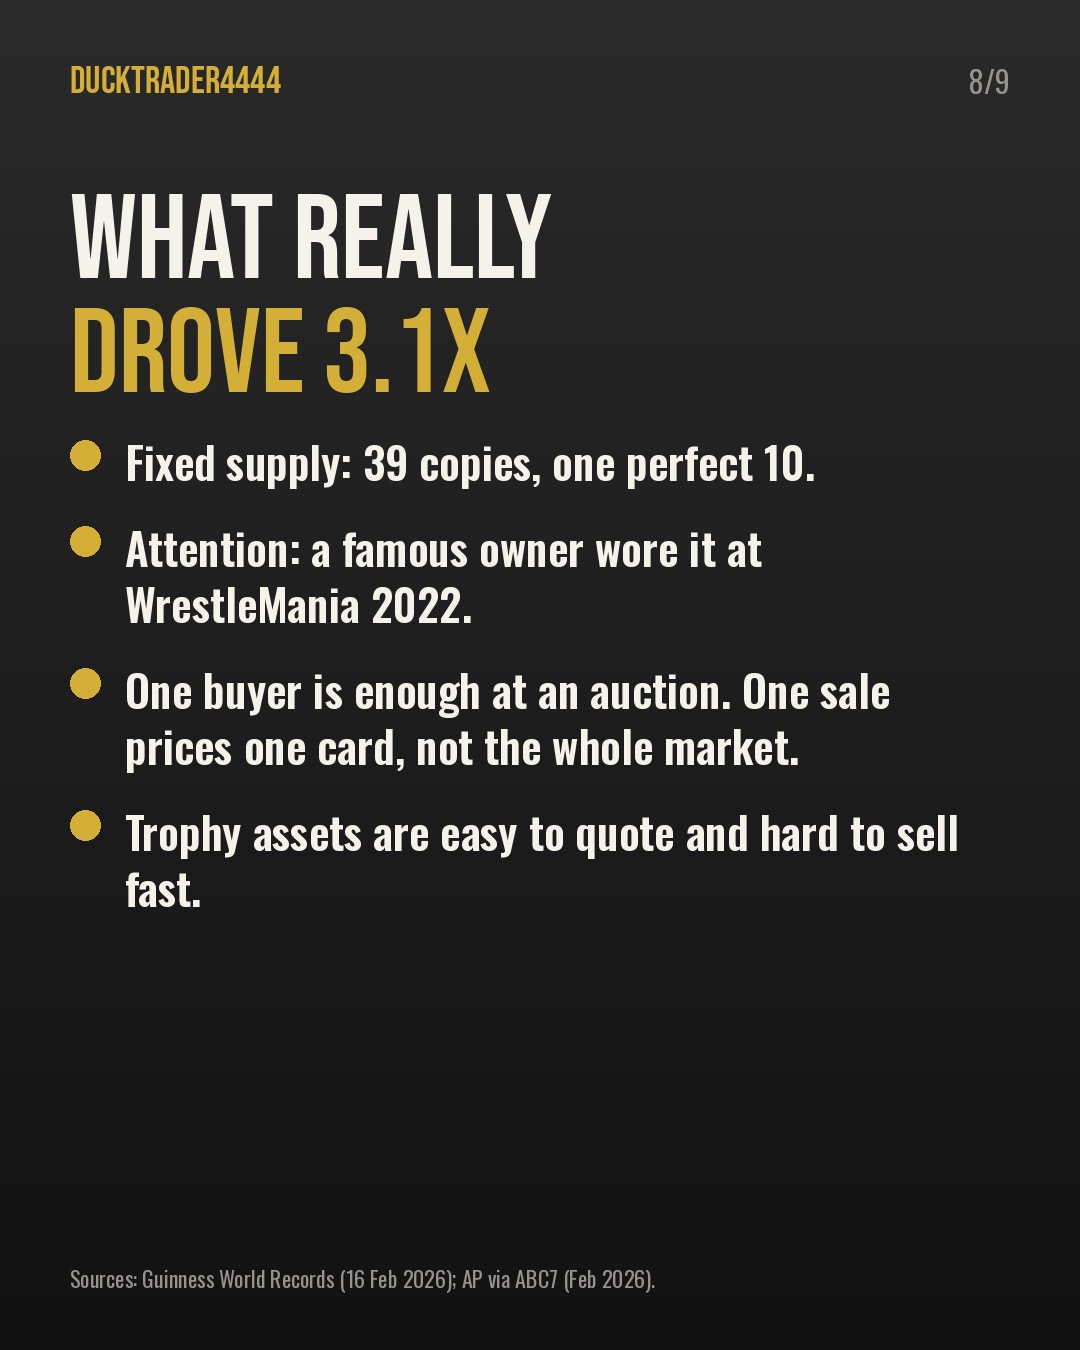 DUCKTRADER4444
8/9
WHAT REALLY
DROVE 3.1X
Fixed supply: 39 copies, one perfect 10.
Attention: a famous owner wore it at
WrestleMania 2022.
One buyer is enough at an auction. One sale
prices one card, not the whole market.
Trophy assets are easy to quote and hard to sell
fast.
Sources: Guinness World Records (16 Feb 2026); AP via ABC7 (Feb 2026).